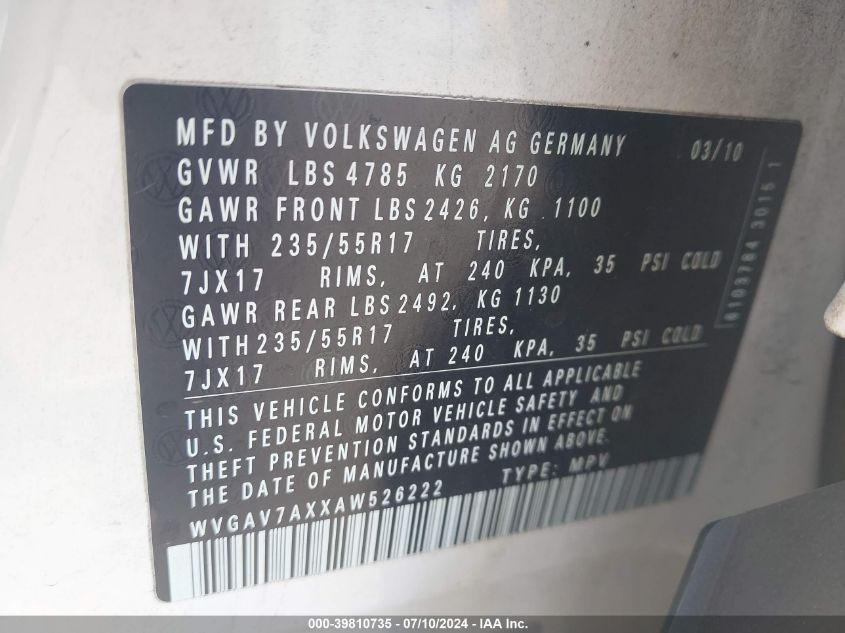 MFD BY VOLKSWAGEN AG GERMANY 03/10
GVWR LBS 4785 KG 2170
GAWR FRONT LBS 2426, KG 1100
WITH 235/55R17 TIRES,
7JX17 RIMS, AT 240 KPA, 35 PSI COLD
GAWR REAR LBS 2492, KG 1130
WITH 235/55R17 TIRES,
7JX17 RIMS, AT 240 KPA, 35 PSI COLD
THIS VEHICLE CONFORMS TO ALL APPLICABLE
U.S. FEDERAL MOTOR VEHICLE SAFETY AND
THEFT PREVENTION STANDARDS IN EFFECT ON
THE DATE OF MANUFACTURE SHOWN ABOVE.
WVGAV7AXXAW526222 TYPE: MPV
000-39810735 - 07/10/2024 - IAA Inc.